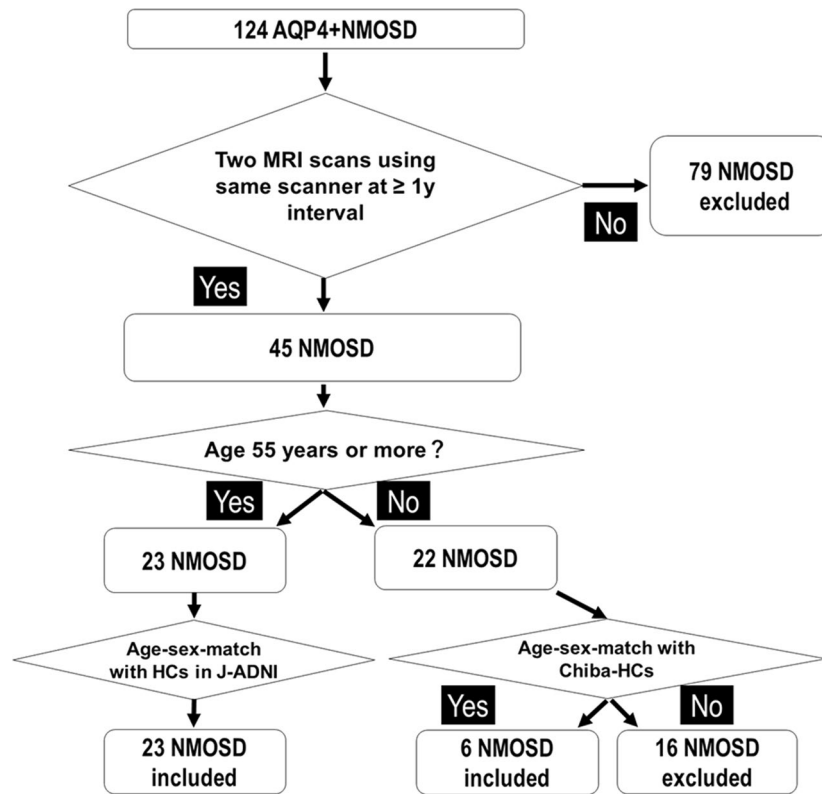 124 AQP4+NMOSD
Two MRI scans using
same scanner at ≥ 1y
interval
79 NMOSD
excluded
No
Yes
45 NMOSD
Age 55 years or more？
Yes
No
23 NMOSD
22 NMOSD
Age-sex-match
with HCs in J-ADNI
Age-sex-match with
Chiba-HCs
Yes
No
23 NMOSD
included
6 NMOSD
included
16 NMOSD
excluded